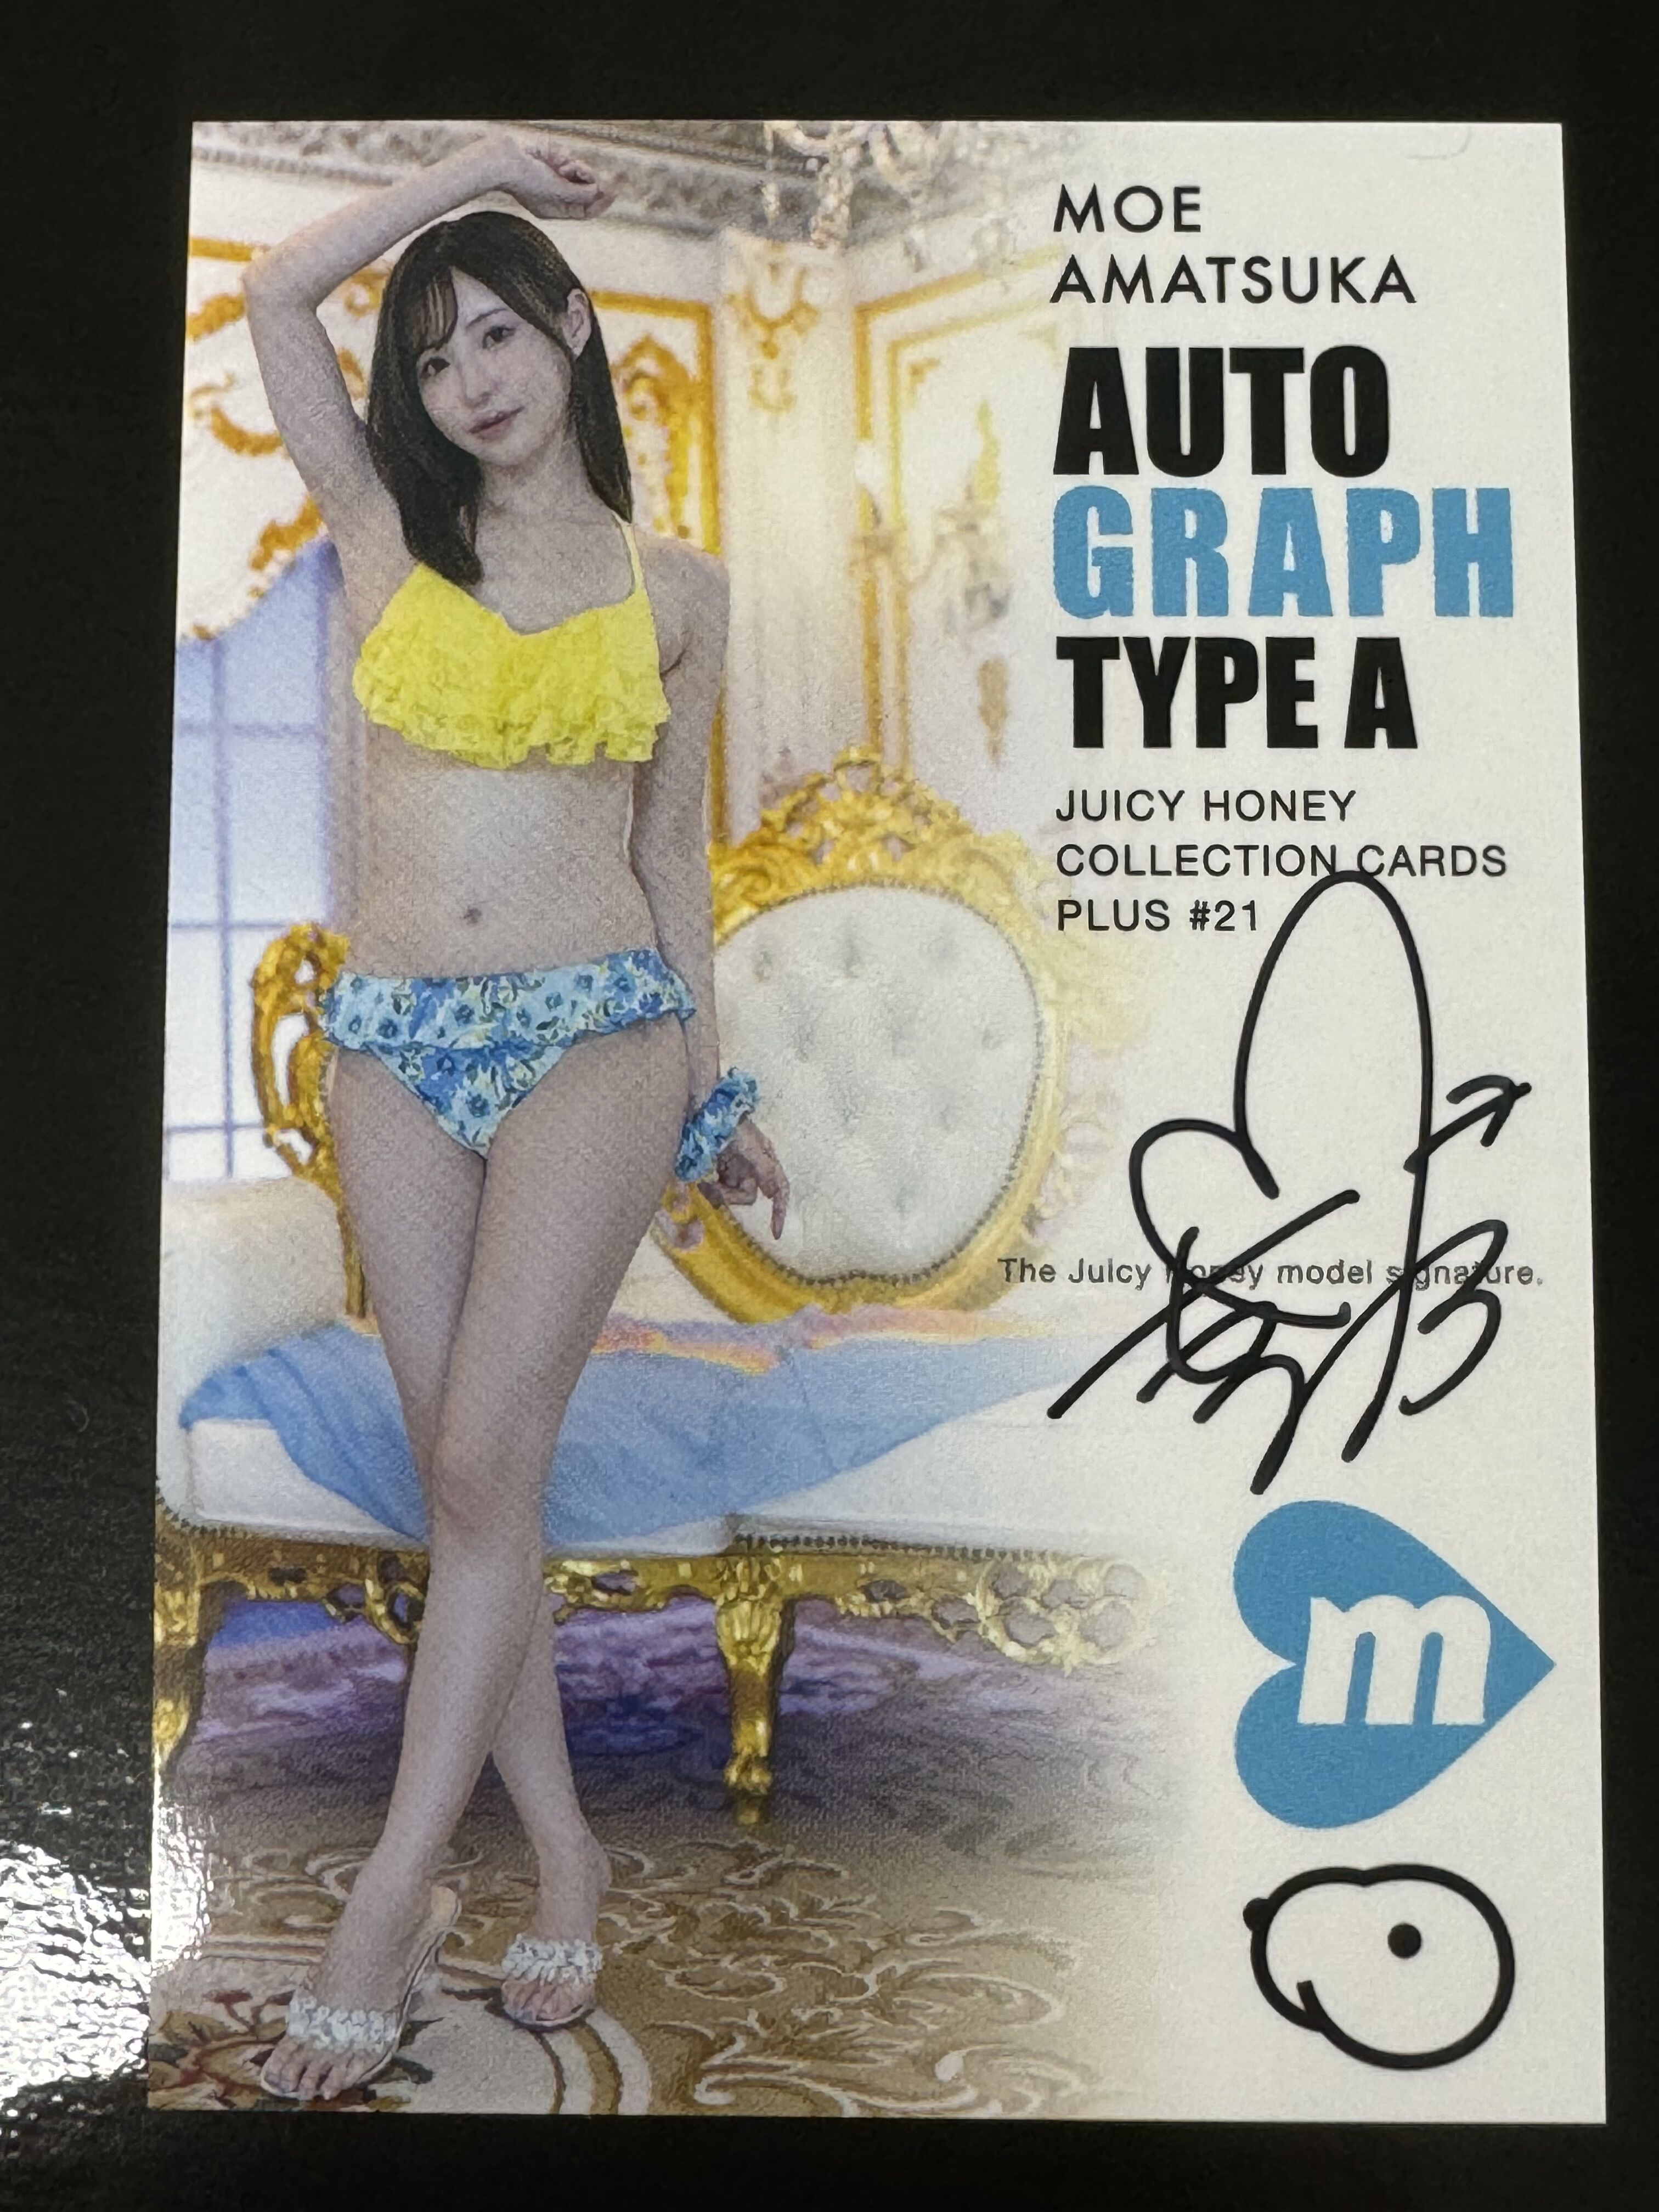 MOE
AMATSUKA
AUTO
GRAPH
TYPE A
JUICY HONEY
COLLECTION CARDS
PLUS #21
The Juicy Honey model signature.
m